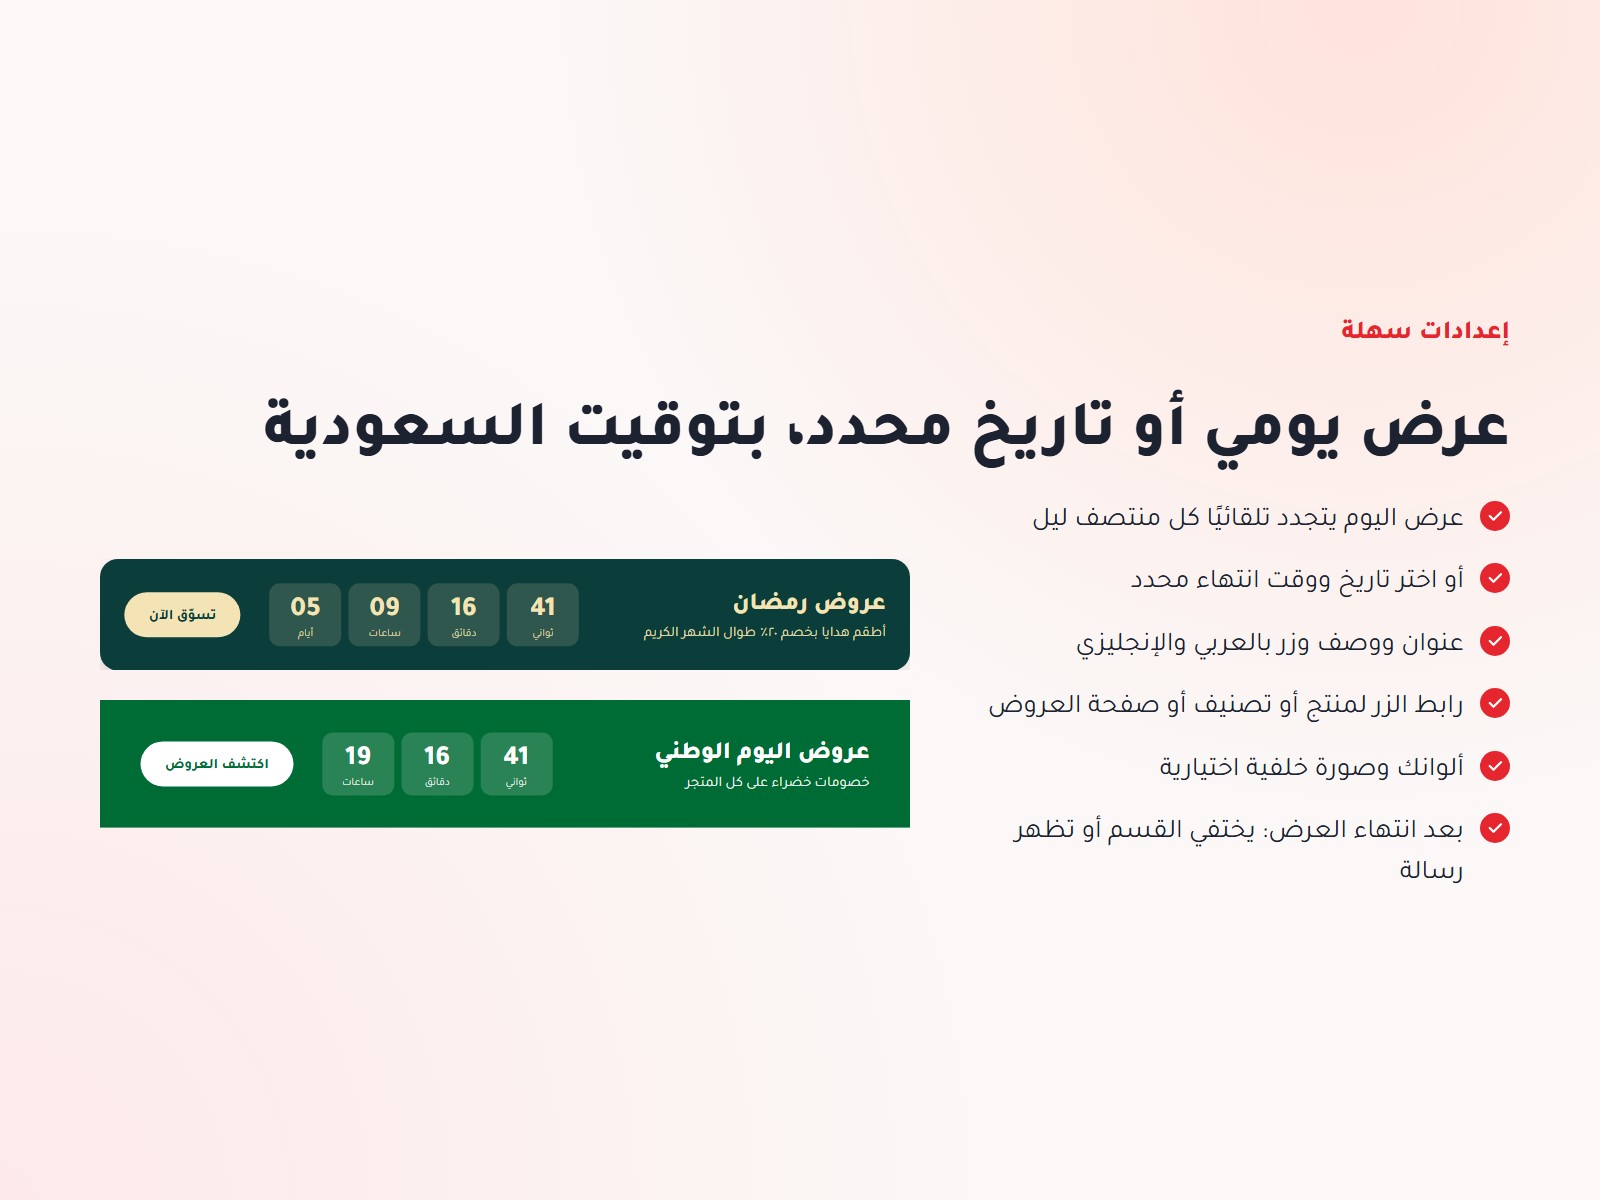 إعدادات سهلة
عرض يومي أو تاريخ محدد، بتوقيت السعودية
عرض اليوم يتجدد تلقائيًا كل منتصف ليل
أو اختر تاريخ ووقت انتهاء محدد
عنوان ووصف وزر بالعربي والإنجليزي
رابط الزر لمنتج أو تصنيف أو صفحة العروض
ألوانك وصورة خلفية اختيارية
بعد انتهاء العرض: يختفي القسم أو تظهر
رسالة
عروض رمضان
أطقم هدايا بخصم ٢٠٪ طوال الشهر الكريم
41 16 09 05
ثواني دقائق ساعات أيام
تسوّق الآن
عروض اليوم الوطني
خصومات خضراء على كل المتجر
41 16 19
ثواني دقائق ساعات
اكتشف العروض